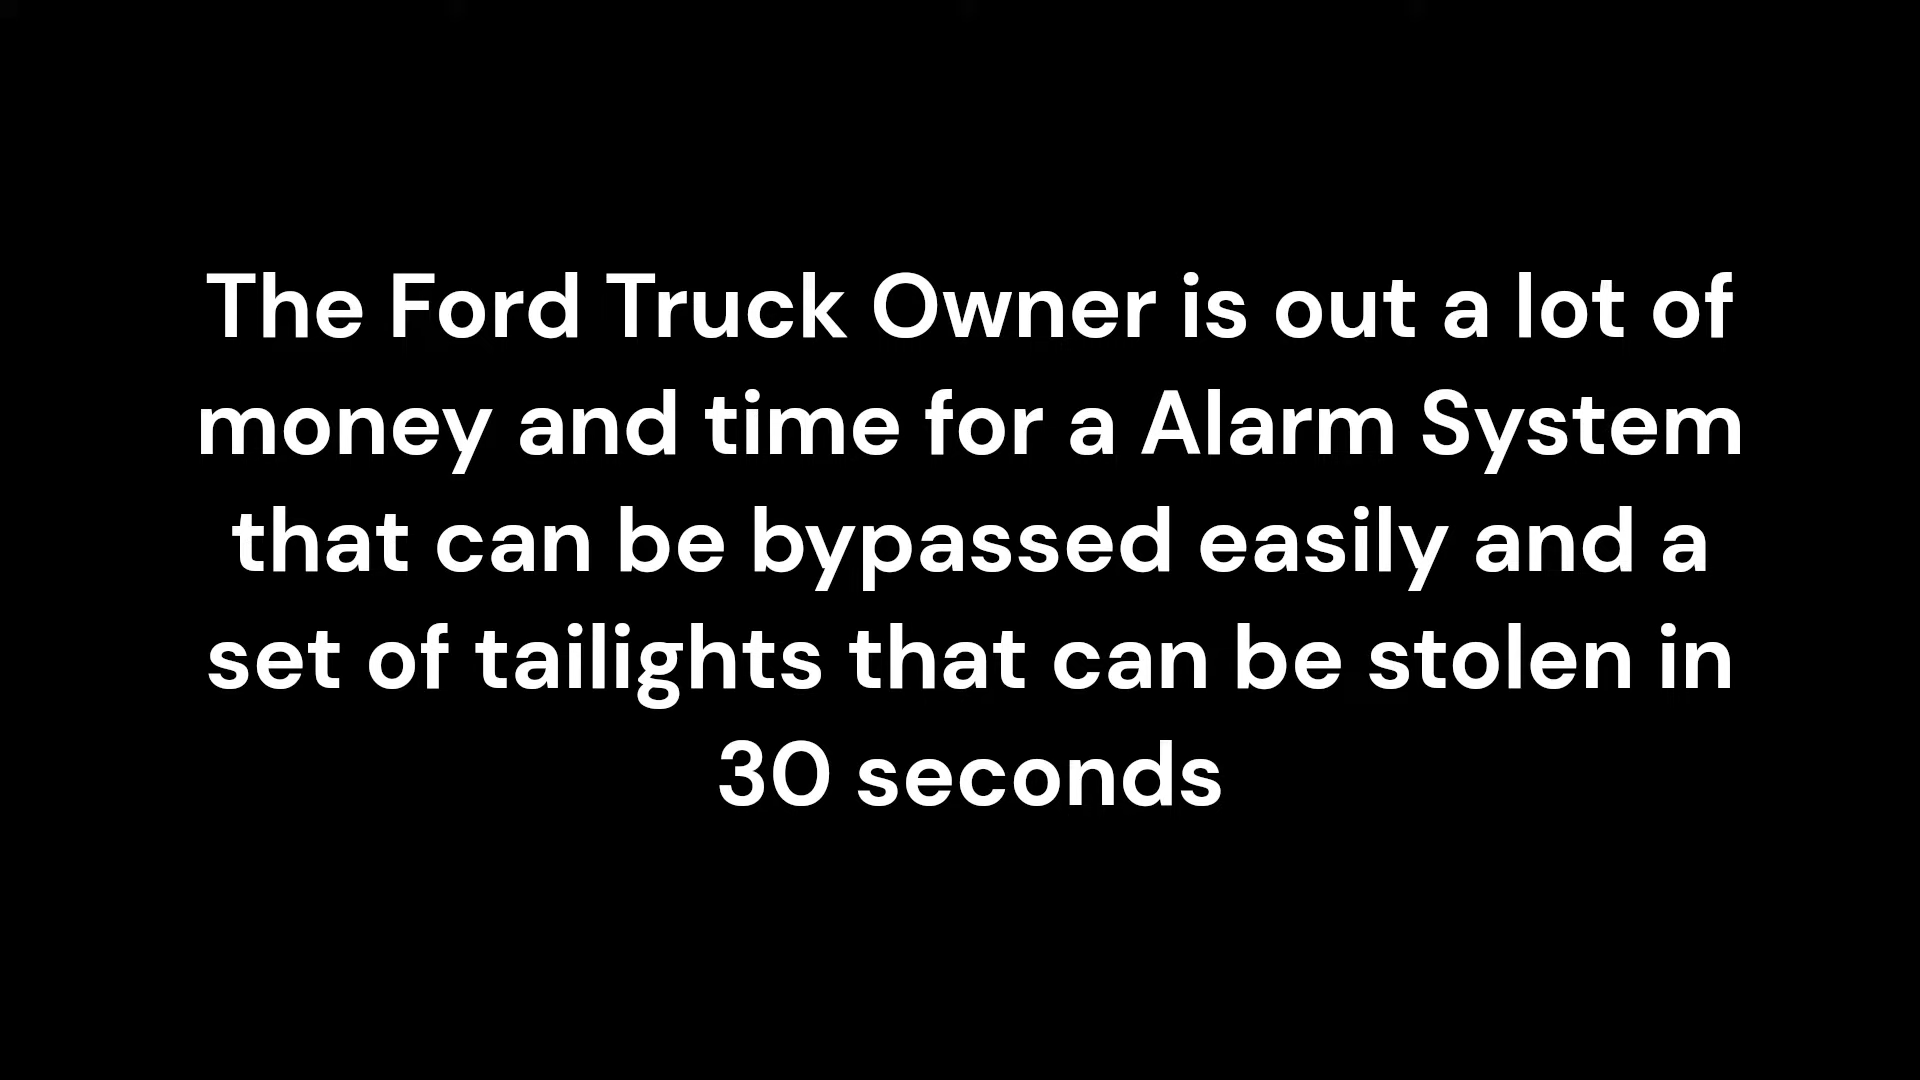 The Ford Truck Owner is out a lot of
money and time for a Alarm System
that can be bypassed easily and a
set of tailights that can be stolen in
30 seconds